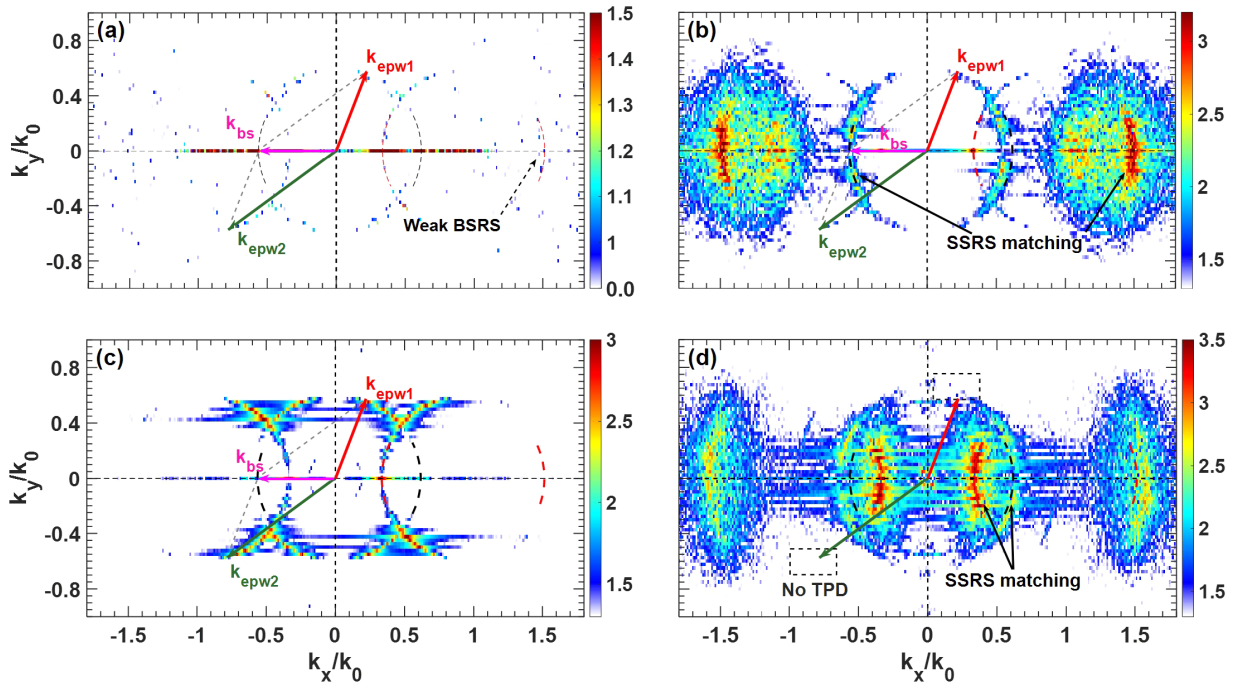 (a)
k_epw1
k_bs
k_epw2
Weak BSRS
k_y/k_0
0.8
0.4
0
-0.4
-0.8
1.5
1.4
1.3
1.2
1.1
1
0.0
(b)
k_epw1
k_bs
k_epw2
SSRS matching
3
2.5
2
1.5
(c)
k_epw1
k_bs
k_epw2
k_y/k_0
0.8
0.4
0
-0.4
-0.8
-1.5 -1 -0.5 0 0.5 1 1.5
k_x/k_0
3
2.5
2
1.5
(d)
No TPD
SSRS matching
-1.5 -1 -0.5 0 0.5 1 1.5
k_x/k_0
3.5
3
2.5
2
1.5